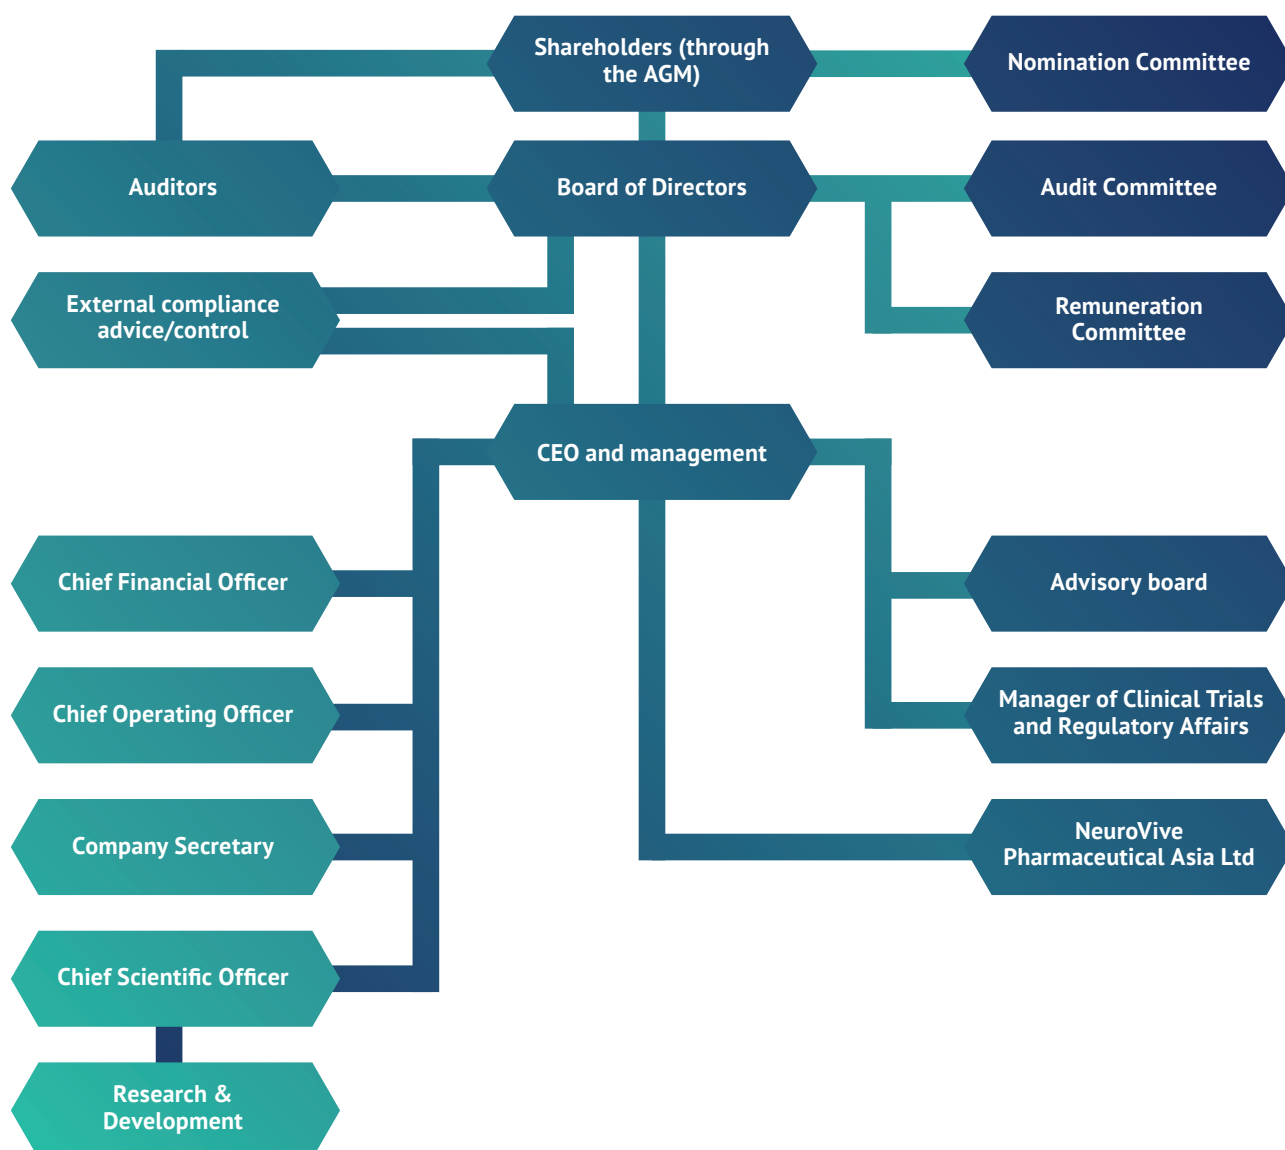 Shareholders (through
the AGM)
Nomination Committee
Auditors
Board of Directors
Audit Committee
External compliance
advice/control
Remuneration
Committee
CEO and management
Chief Financial Officer
Advisory board
Chief Operating Officer
Manager of Clinical Trials
and Regulatory Affairs
Company Secretary
NeuroVive
Pharmaceutical Asia Ltd
Chief Scientific Officer
Research &
Development